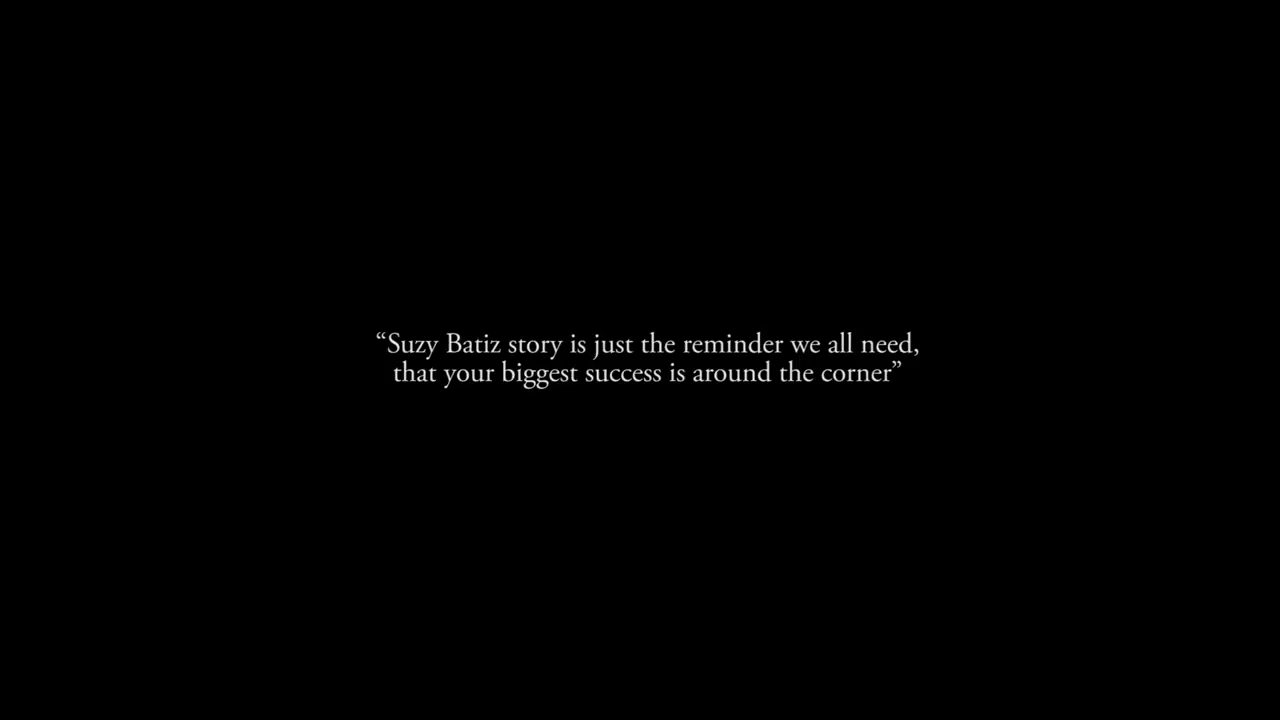 “Suzy Batiz story is just the reminder we all need,
that your biggest success is around the corner”